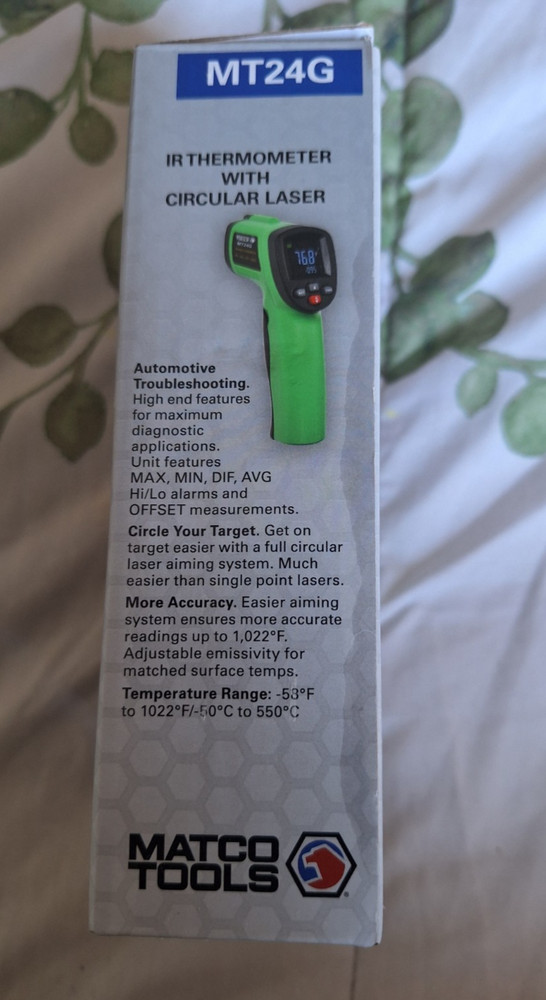 MT24G
IR THERMOMETER
WITH
CIRCULAR LASER
768°
Automotive
Troubleshooting.
High end features
for maximum
diagnostic
applications.
Unit features
MAX, MIN, DIF, AVG
Hi/Lo alarms and
OFFSET measurements.
Circle Your Target. Get on
target easier with a full circular
laser aiming system. Much
easier than single point lasers.
More Accuracy. Easier aiming
system ensures more accurate
readings up to 1,022°F.
Adjustable emissivity for
matched surface temps.
Temperature Range: -58°F
to 1022°F/-50°C to 550°C
MATCO
TOOLS